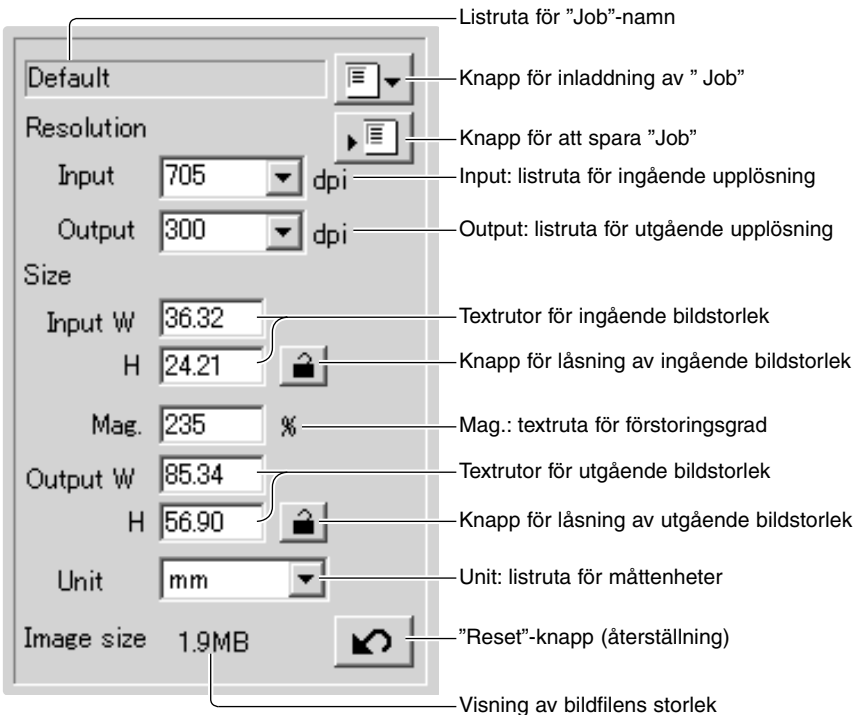 Listruta för ”Job”-namn
Default
Knapp för inladdning av ” Job”
Resolution
Knapp för att spara ”Job”
Input 705 dpi
Input: listruta för ingående upplösning
Output 300 dpi
Output: listruta för utgående upplösning
Size
Input W 36.32
Textrutor för ingående bildstorlek
H 24.21
Knapp för låsning av ingående bildstorlek
Mag. 235 %
Mag.: textruta för förstoringsgrad
Output W 85.34
Textrutor för utgående bildstorlek
H 56.90
Knapp för låsning av utgående bildstorlek
Unit mm
Unit: listruta för måttenheter
Image size 1.9MB
”Reset”-knapp (återställning)
Visning av bildfilens storlek